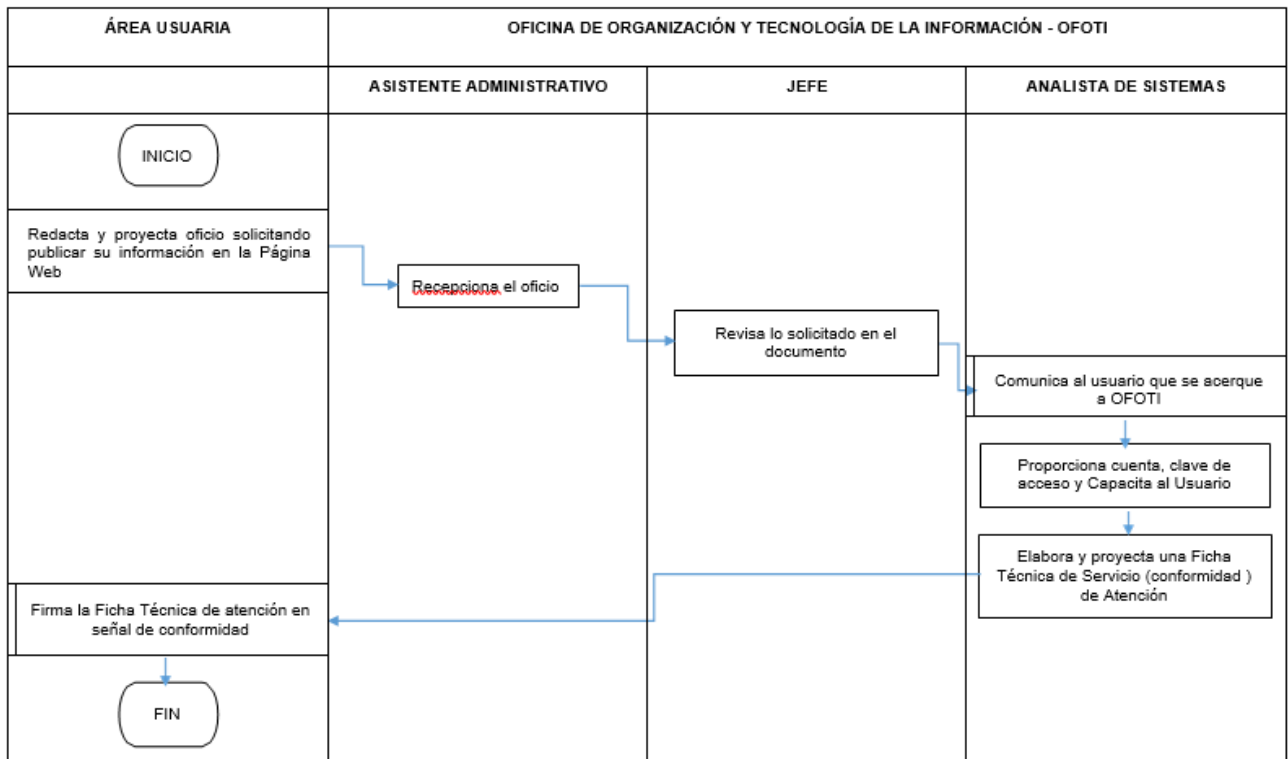 ÁREA USUARIA
OFICINA DE ORGANIZACIÓN Y TECNOLOGÍA DE LA INFORMACIÓN - OFOTI
ASISTENTE ADMINISTRATIVO
JEFE
ANALISTA DE SISTEMAS
INICIO
Redacta y proyecta oficio solicitando
publicar su información en la Página
Web
Recepciona el oficio
Revisa lo solicitado en el
documento
Comunica al usuario que se acerque
a OFOTI
Proporciona cuenta, clave de
acceso y Capacita al Usuario
Elabora y proyecta una Ficha
Técnica de Servicio (conformidad )
de Atención
Firma la Ficha Técnica de atención en
señal de conformidad
FIN